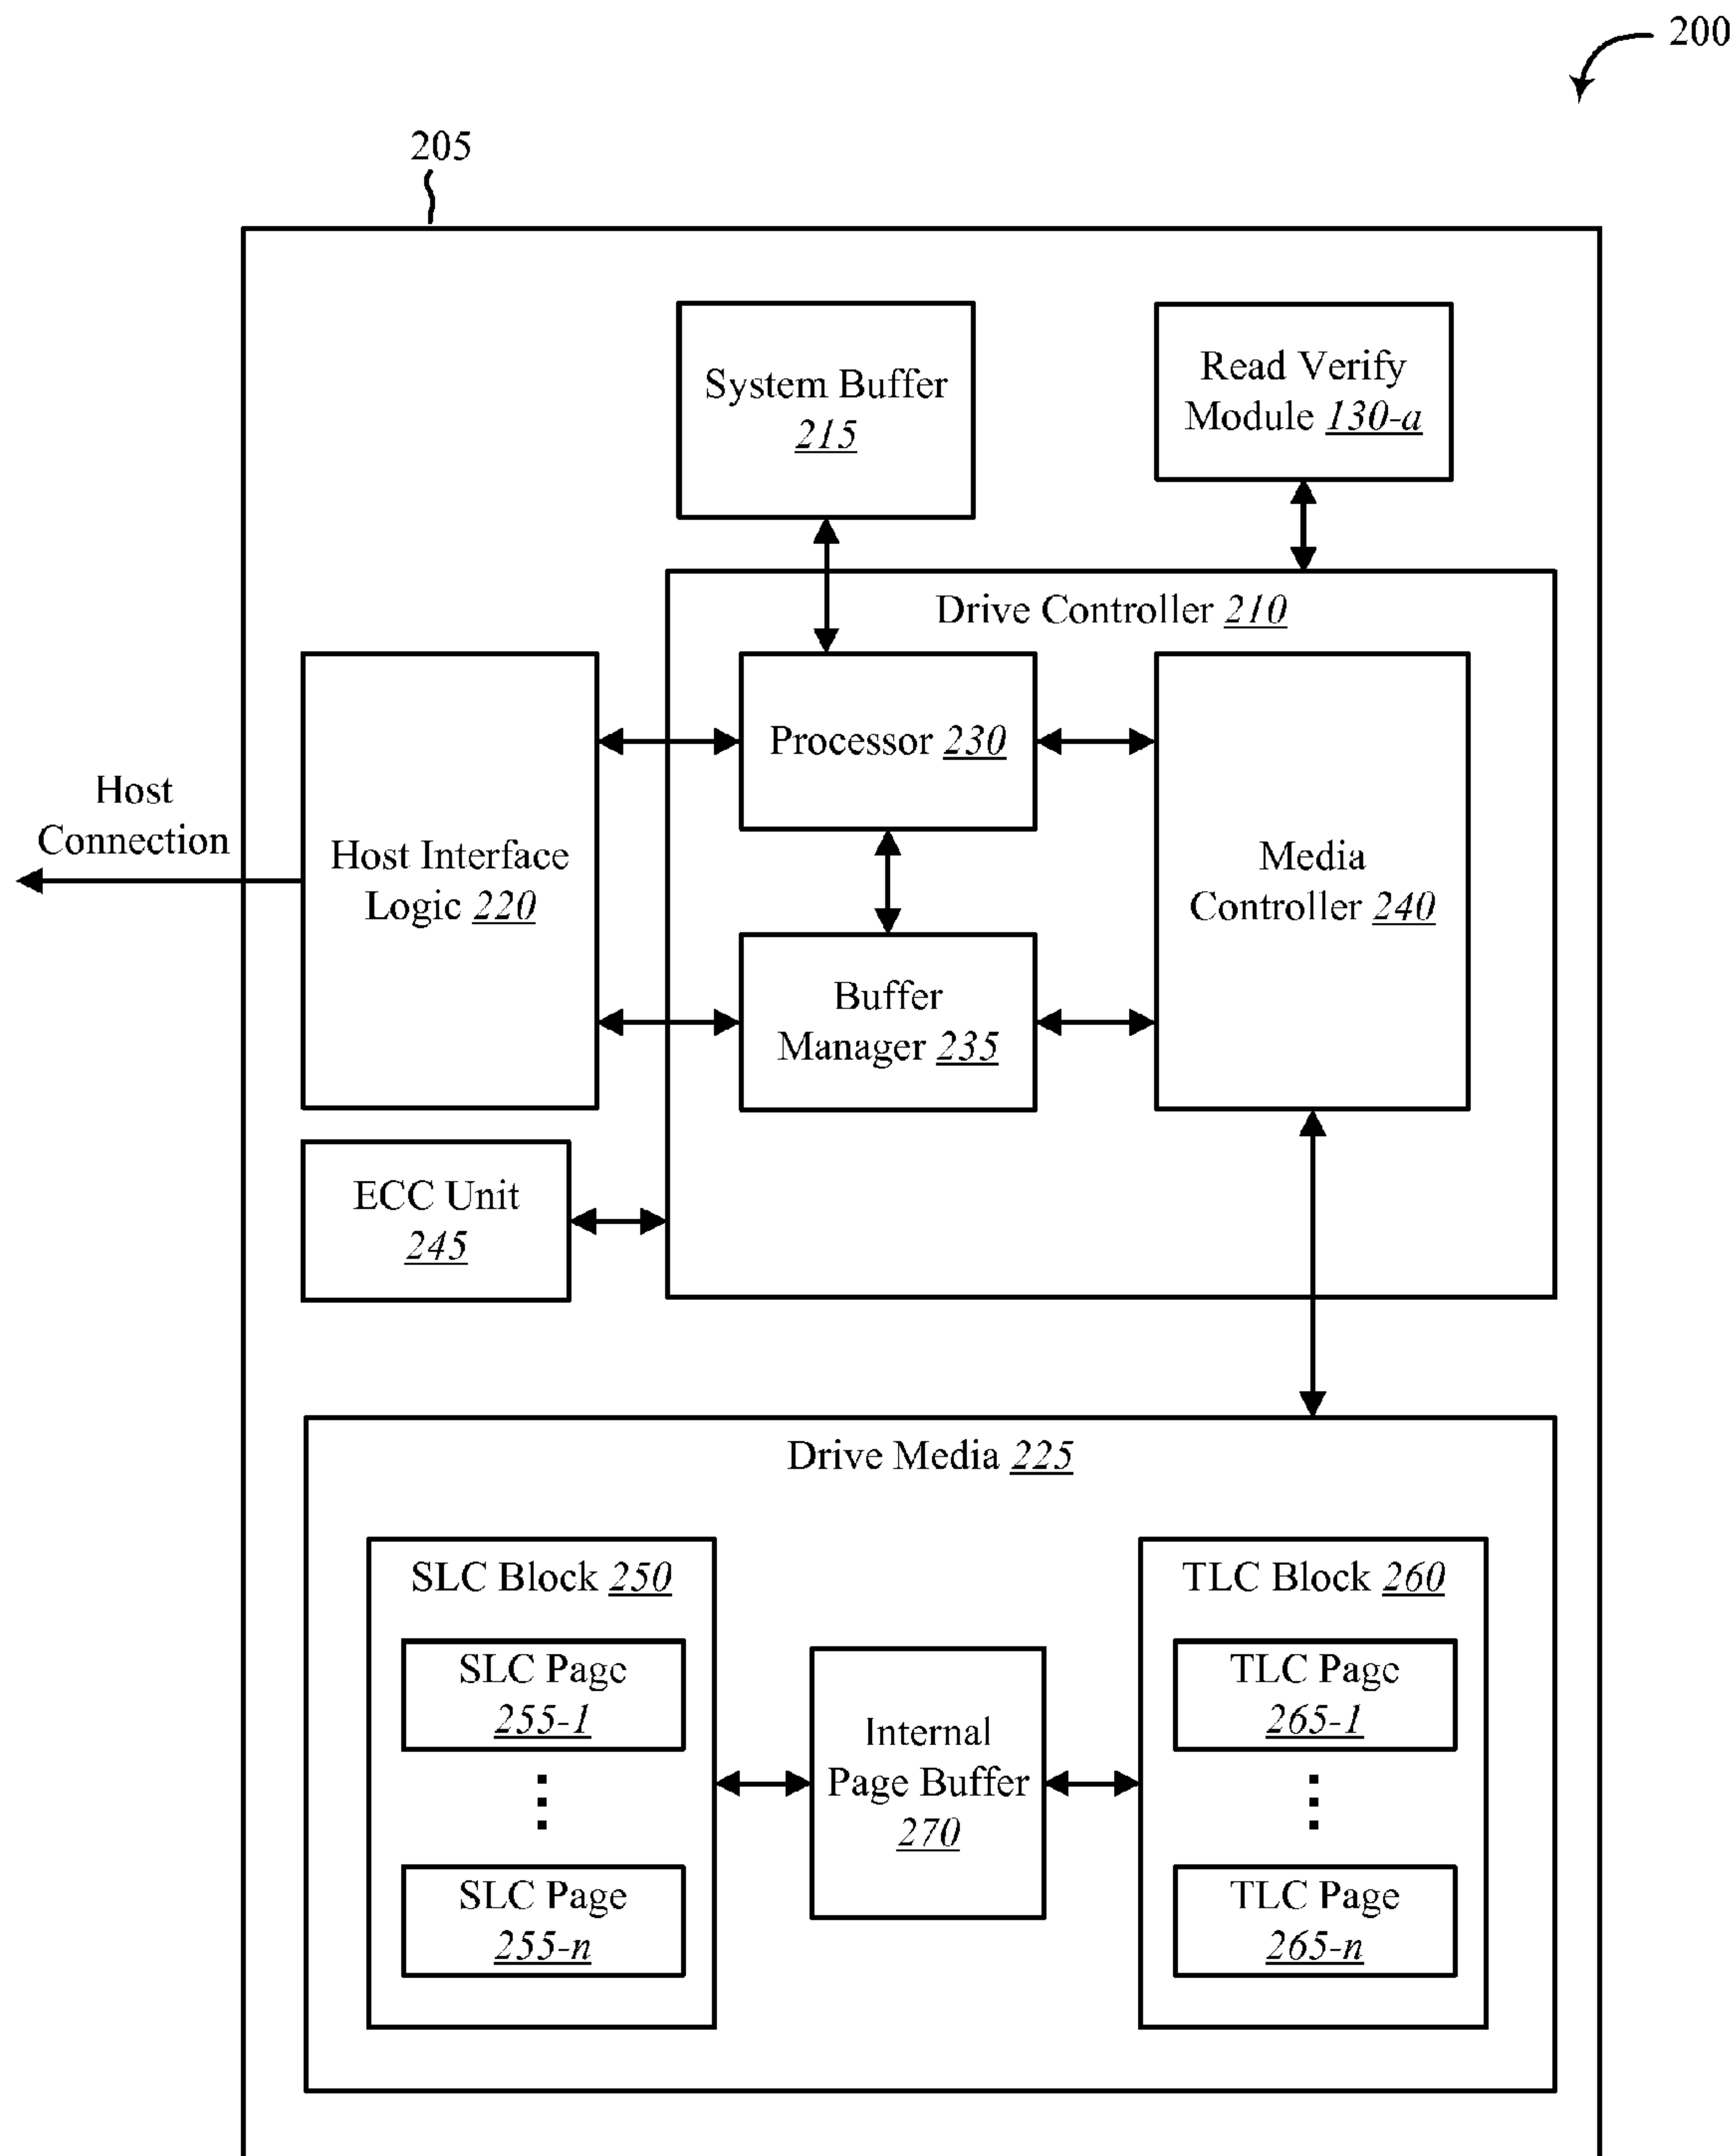 200
205
System Buffer
215
Read Verify
Module 130-a
Drive Controller 210
Host
Connection
Host Interface
Logic 220
Processor 230
Media
Controller 240
Buffer
Manager 235
ECC Unit
245
Drive Media 225
SLC Block 250
SLC Page
255-1
SLC Page
255-n
Internal
Page Buffer
270
TLC Block 260
TLC Page
265-1
TLC Page
265-n